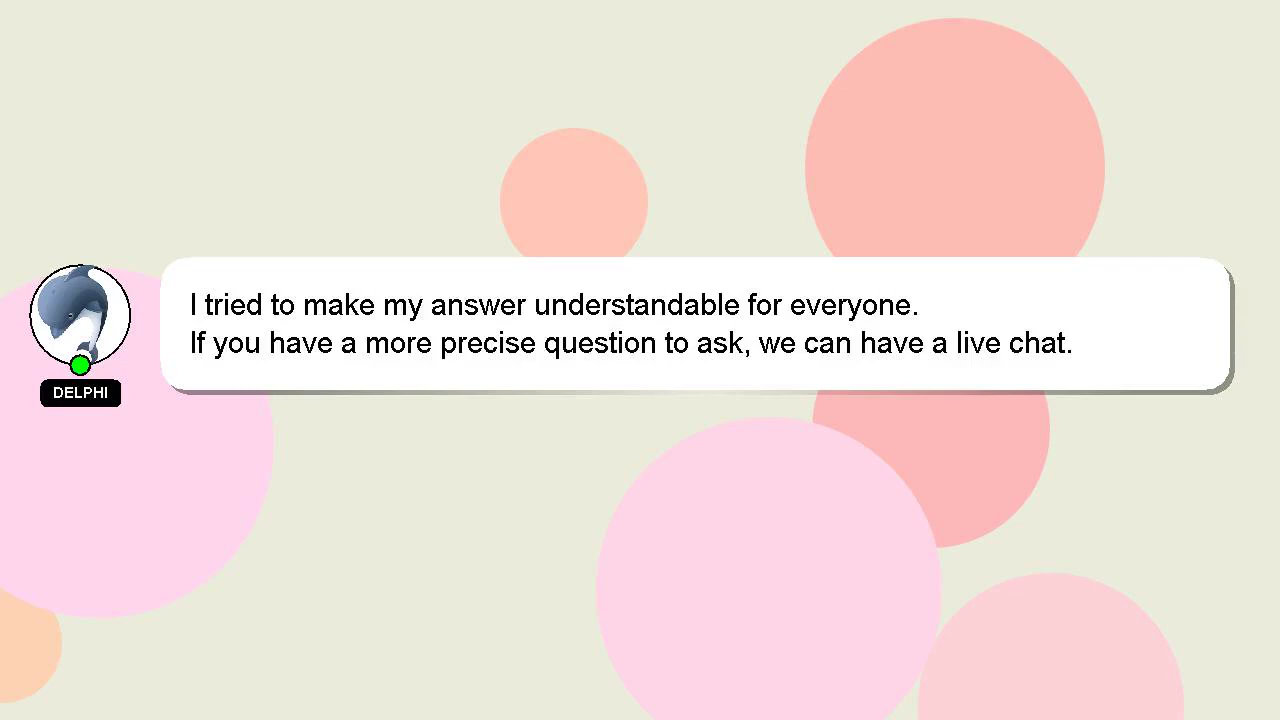 I tried to make my answer understandable for everyone.
If you have a more precise question to ask, we can have a live chat.
DELPHI